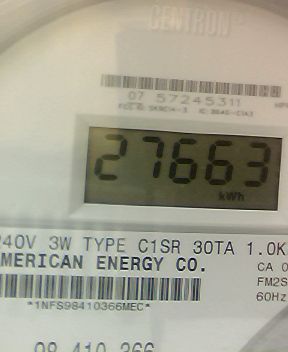 CENTRON®
07 57245311
27663
kWh
240V 3W TYPE C1SR 30TA 1.0K
AMERICAN ENERGY CO.
CA 0
FM2S
60Hz
*1NFS98410366MEC*
98 410 366